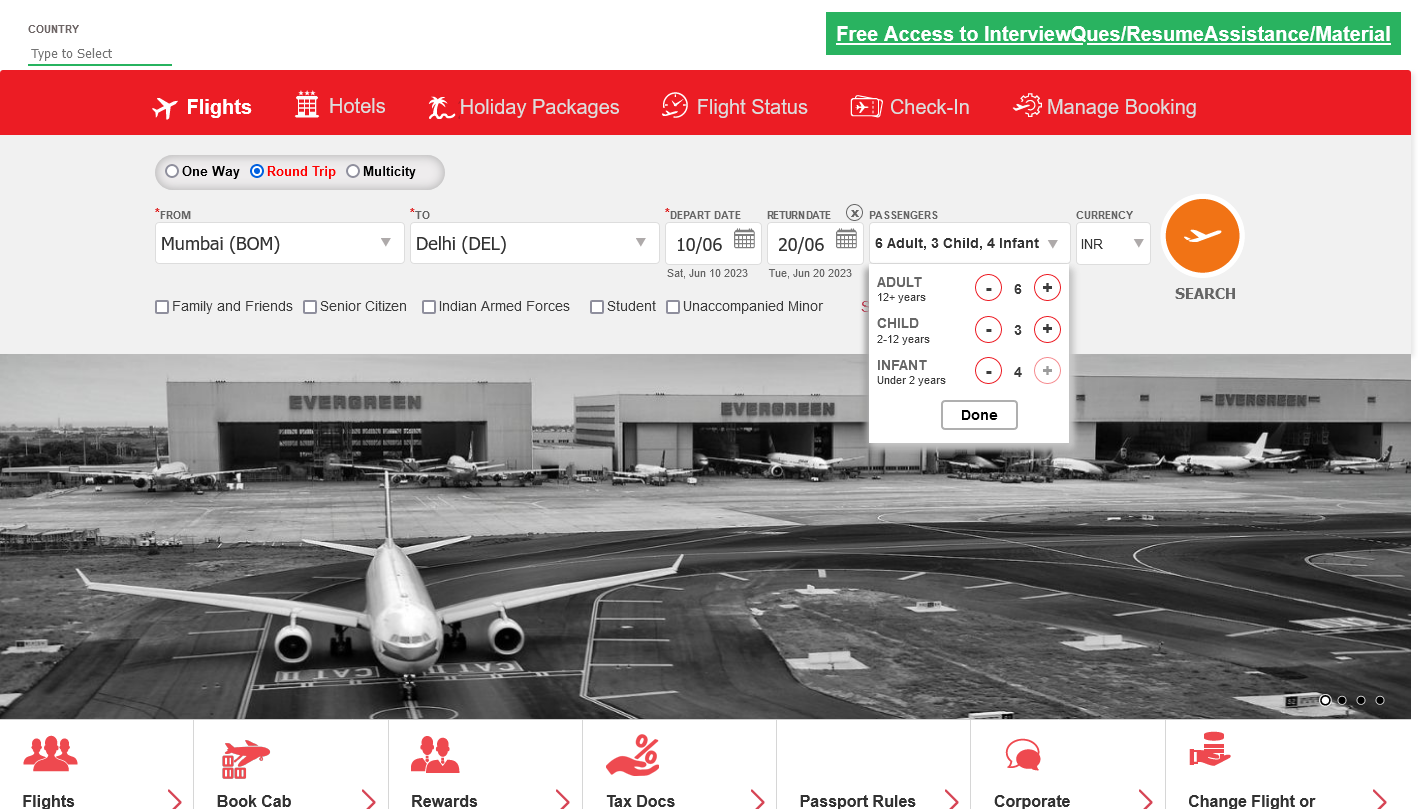 COUNTRY
Type to Select
Free Access to InterviewQues/ResumeAssistance/Material
Flights
Hotels
Holiday Packages
Flight Status
Check-In
Manage Booking
One Way
Round Trip
Multicity
*FROM
*TO
*DEPART DATE
RETURN DATE
x
PASSENGERS
CURRENCY
Mumbai (BOM)
Delhi (DEL)
10/06
20/06
6 Adult, 3 Child, 4 Infant
INR
Sat, Jun 10 2023
Tue, Jun 20 2023
SEARCH
Family and Friends
Senior Citizen
Indian Armed Forces
Student
Unaccompanied Minor
ADULT
12+ years
- 6 +
CHILD
2-12 years
- 3 +
INFANT
Under 2 years
- 4 +
Done
EVERGREEN
EVERGREEN
EVERGREEN
CAT II
CAT II
Flights
Book Cab
Rewards
Tax Docs
Passport Rules
Corporate
Change Flight or